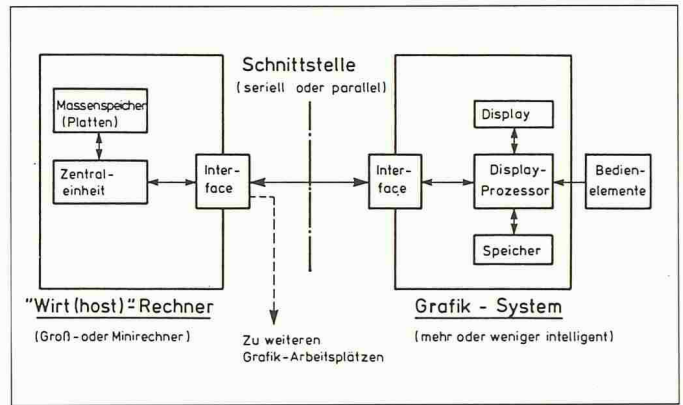 Schnittstelle
(seriell oder parallel)
Massenspeicher
(Platten)
Zentral-
einheit
Inter-
face
Inter-
face
Display
Display-
Prozessor
Speicher
Bedien-
elemente
"Wirt (host)"-Rechner
(Groß- oder Minirechner)
Zu weiteren
Grafik-Arbeitsplätzen
Grafik - System
(mehr oder weniger intelligent)